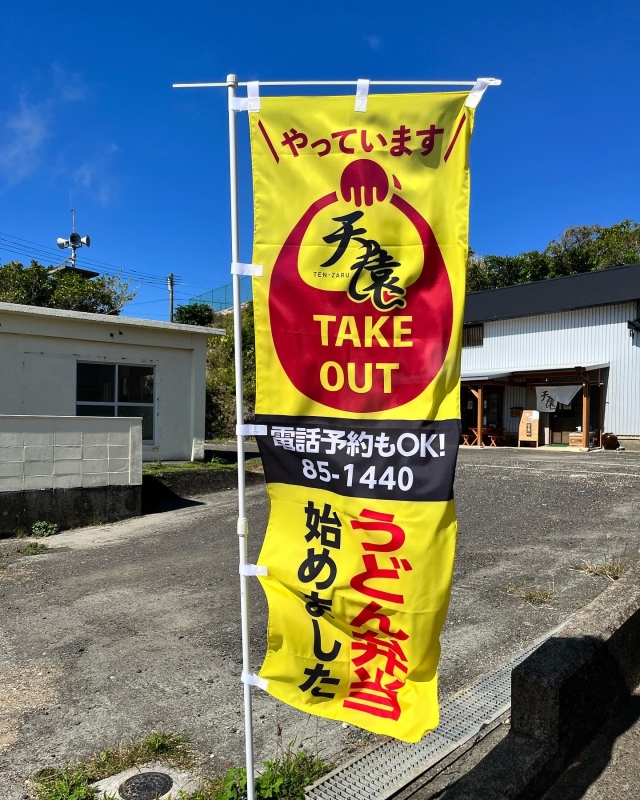 やっています
天猿
TEN-ZARU
TAKE
OUT
電話予約もOK!
85-1440
うどん弁当
始めました